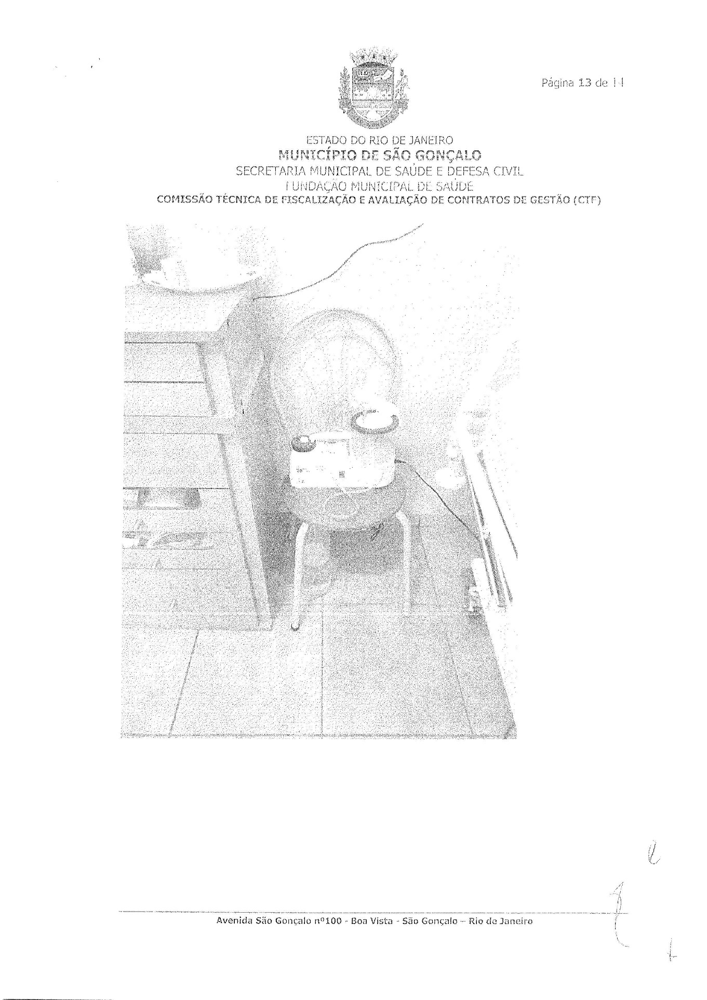 Página 13 de
ESTADO DO RIO DE JANEIRO
MUNICÍPIO DE SÃO GONÇALO
SECRETARIA MUNICIPAL DE SAÚDE E DEFESA CIVIL
FUNDAÇÃO MUNICIPAL DE SAÚDE
COMISSÃO TÉCNICA DE FISCALIZAÇÃO E AVALIAÇÃO DE CONTRATOS DE GESTÃO (CTF)
Avenida São Gonçalo nº100 - Boa Vista - São Gonçalo – Rio de Janeiro